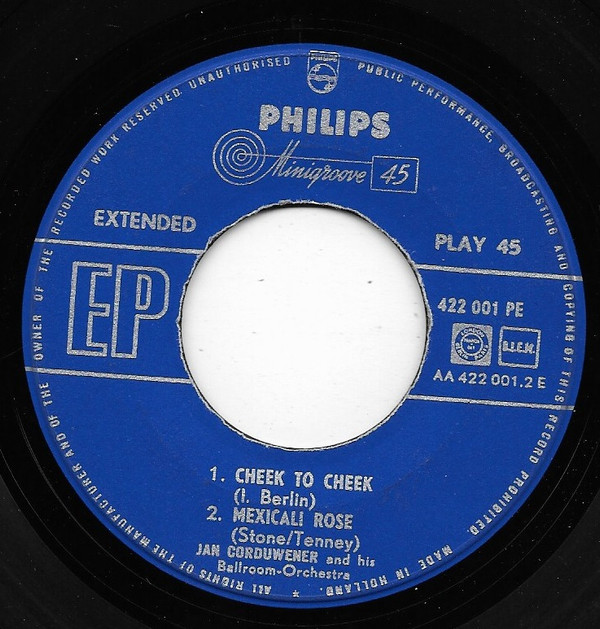 ALL RIGHTS OF THE MANUFACTURER AND OF THE OWNER OF THE RECORDED WORK RESERVED. UNAUTHORISED PUBLIC PERFORMANCE, BROADCASTING AND COPYING OF THIS RECORD PROHIBITED
MADE IN HOLLAND.
PHILIPS
PHILIPS
Minigroove 45
EXTENDED
PLAY 45
EP
422 001 PE
LONDON
B.I.E.M.
AA 422 001.2 E
1. CHEEK TO CHEEK
(I. Berlin)
2. MEXICALI ROSE
(Stone/Tenney)
JAN CORDUWENER and his
Ballroom-Orchestra